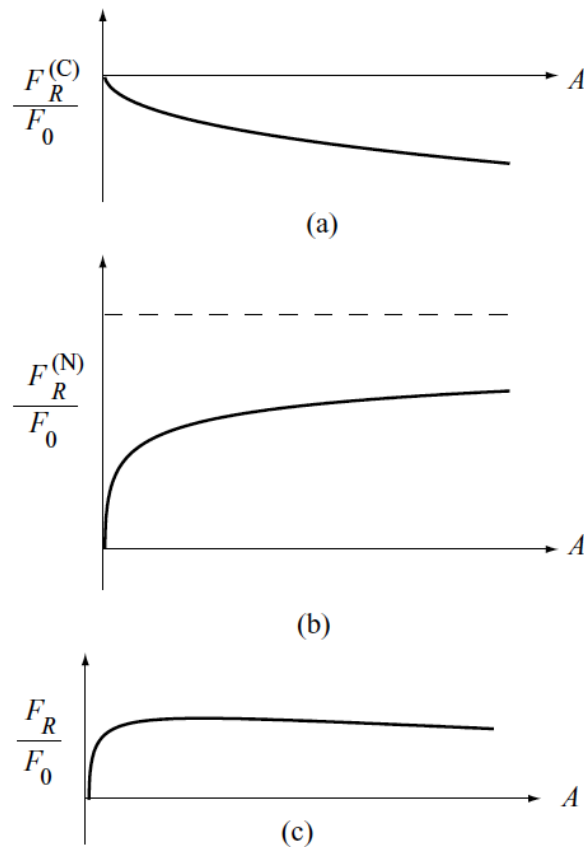 F_R^(C) / F_0
A
(a)
F_R^(N) / F_0
A
(b)
F_R / F_0
A
(c)